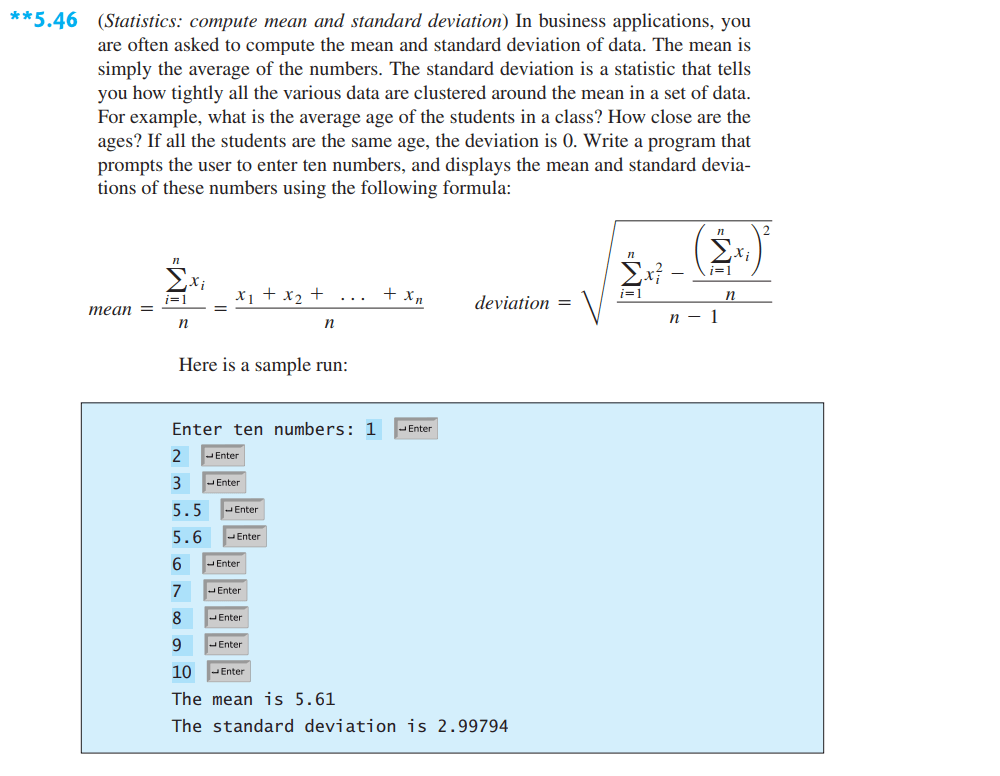 **5.46 (Statistics: compute mean and standard deviation) In business applications, you
are often asked to compute the mean and standard deviation of data. The mean is
simply the average of the numbers. The standard deviation is a statistic that tells
you how tightly all the various data are clustered around the mean in a set of data.
For example, what is the average age of the students in a class? How close are the
ages? If all the students are the same age, the deviation is 0. Write a program that
prompts the user to enter ten numbers, and displays the mean and standard devia-
tions of these numbers using the following formula:
mean = \frac{\sum_{i=1}^{n} x_i}{n} = \frac{x_1 + x_2 + ... + x_n}{n} deviation = \sqrt{\frac{\sum_{i=1}^{n} x_i^2 - \frac{\left(\sum_{i=1}^{n} x_i\right)^2}{n}}{n - 1}}
Here is a sample run:
Enter ten numbers: 1 ↵Enter
2 ↵Enter
3 ↵Enter
5.5 ↵Enter
5.6 ↵Enter
6 ↵Enter
7 ↵Enter
8 ↵Enter
9 ↵Enter
10 ↵Enter
The mean is 5.61
The standard deviation is 2.99794